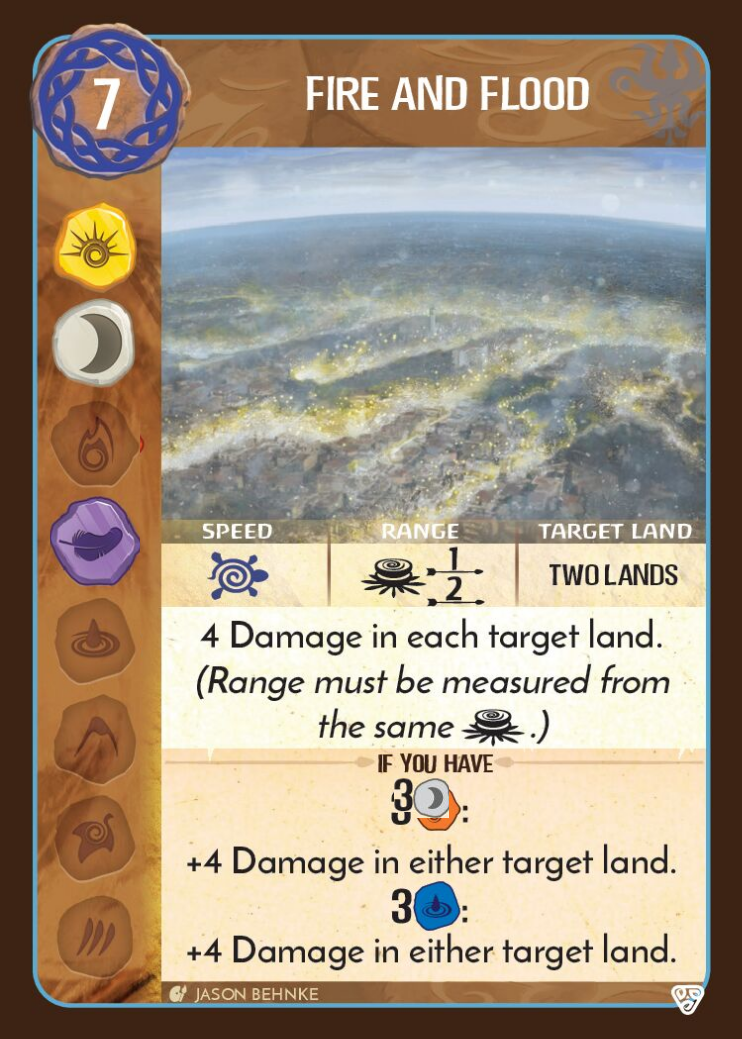 7
FIRE AND FLOOD
SPEED RANGE TARGET LAND
1
2
TWO LANDS
4 Damage in each target land.
(Range must be measured from
the same .)
IF YOU HAVE
3 :
+4 Damage in either target land.
3 :
+4 Damage in either target land.
JASON BEHNKE